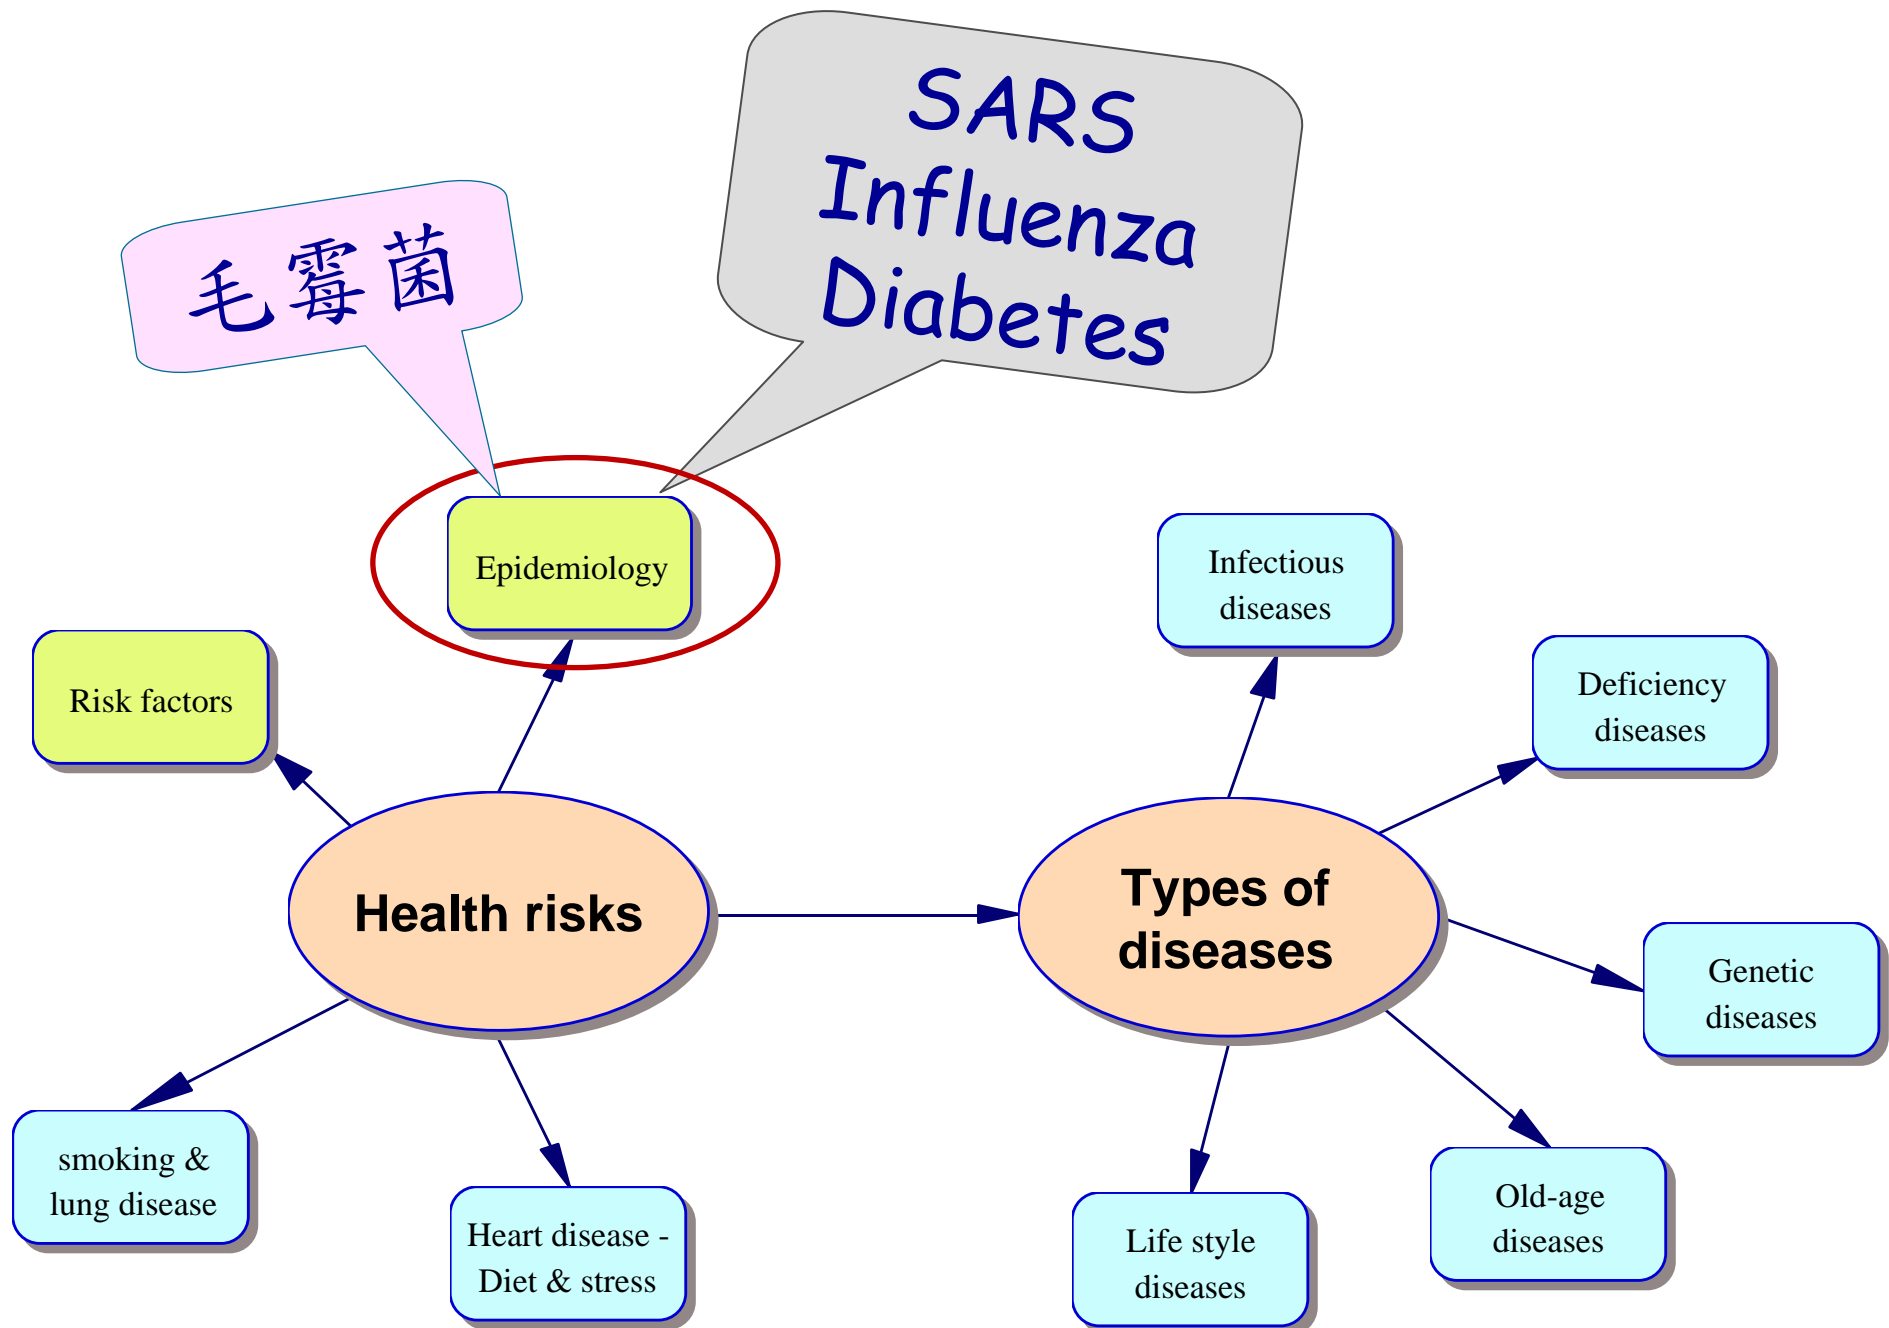 SARS
Influenza
Diabetes
毛霉菌
Epidemiology
Infectious
diseases
Risk factors
Deficiency
diseases
Health risks
Types of
diseases
Genetic
diseases
smoking &
lung disease
Heart disease -
Diet & stress
Life style
diseases
Old-age
diseases